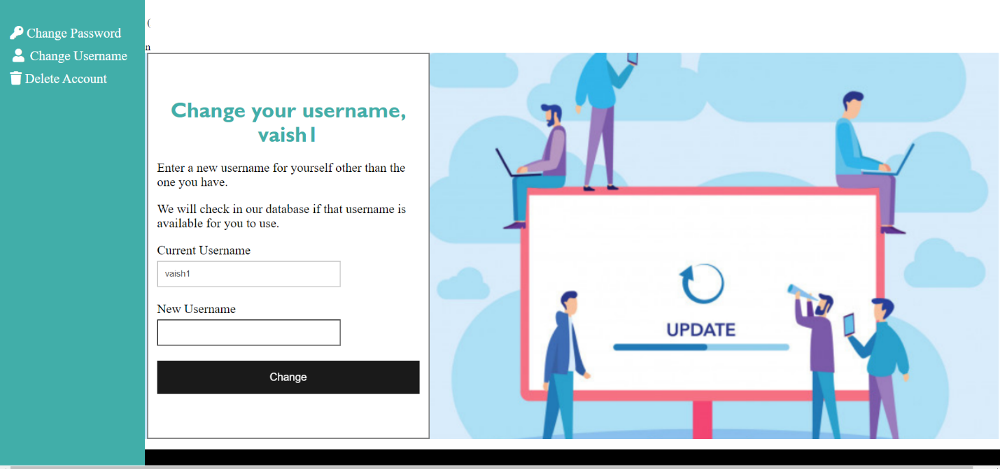 Change Password
Change Username
Delete Account
(
n
Change your username,
vaish1
Enter a new username for yourself other than the
one you have.
We will check in our database if that username is
available for you to use.
Current Username
vaish1
New Username
Change
UPDATE